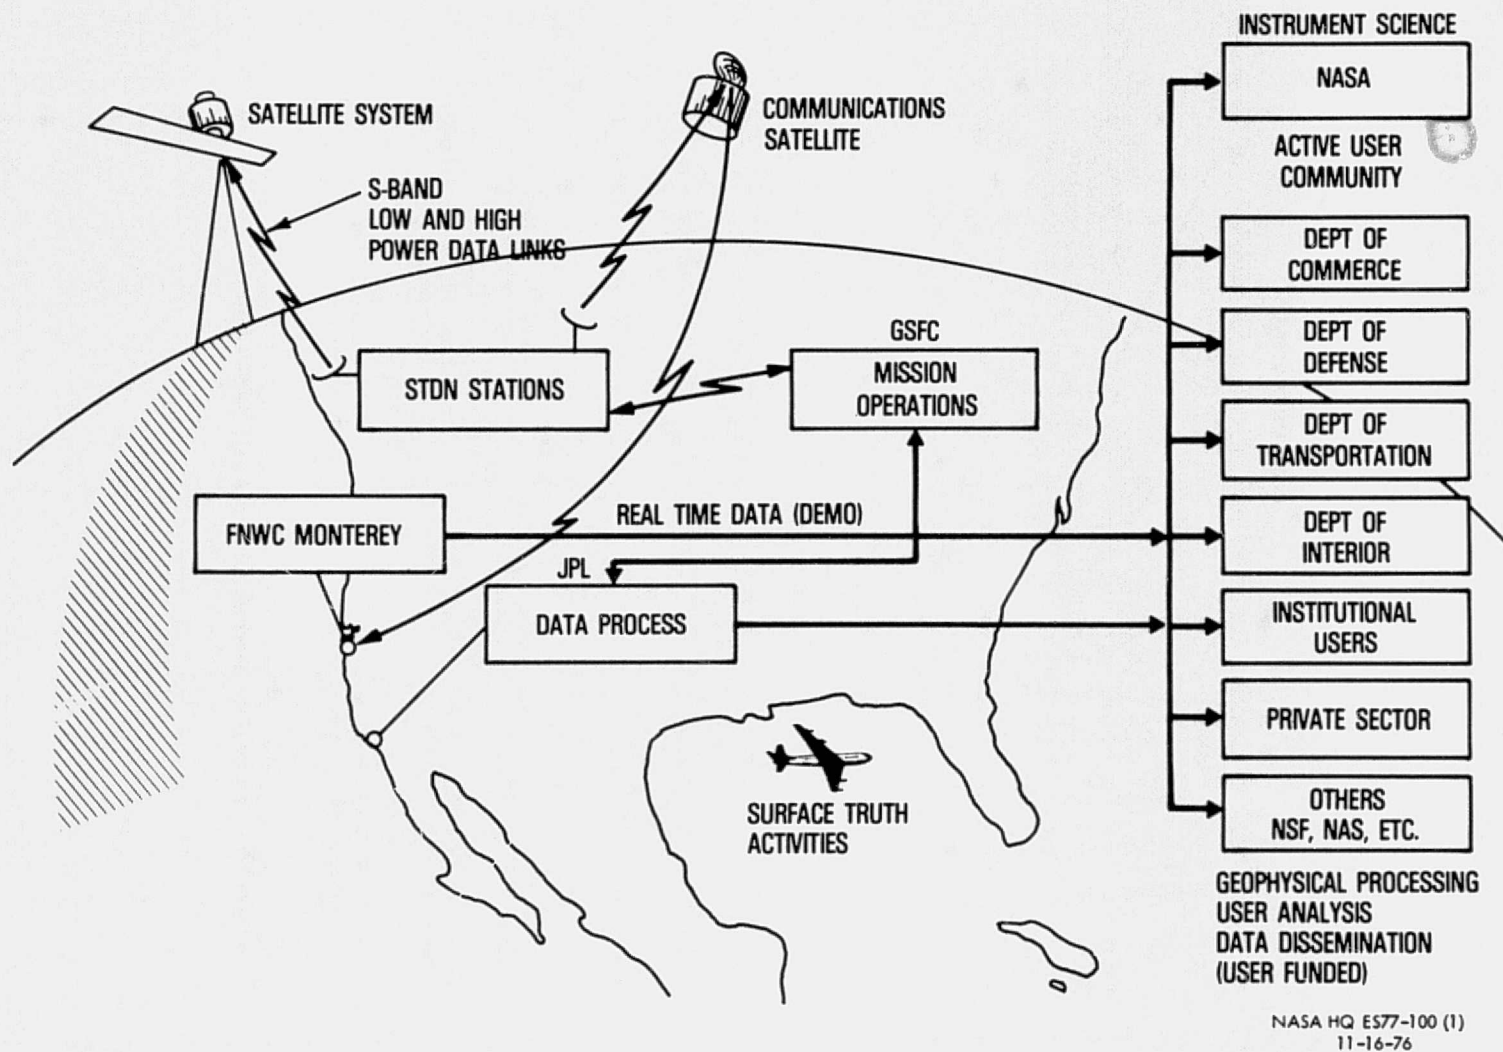 INSTRUMENT SCIENCE
NASA
SATELLITE SYSTEM
COMMUNICATIONS
SATELLITE
ACTIVE USER
COMMUNITY
S-BAND
LOW AND HIGH
POWER DATA LINKS
DEPT OF
COMMERCE
GSFC
MISSION
OPERATIONS
STDN STATIONS
DEPT OF
DEFENSE
DEPT OF
TRANSPORTATION
FNWC MONTEREY
REAL TIME DATA (DEMO)
DEPT OF
INTERIOR
JPL
DATA PROCESS
INSTITUTIONAL
USERS
PRIVATE SECTOR
SURFACE TRUTH
ACTIVITIES
OTHERS
NSF, NAS, ETC.
GEOPHYSICAL PROCESSING
USER ANALYSIS
DATA DISSEMINATION
(USER FUNDED)
NASA HQ ES77-100 (1)
11-16-76